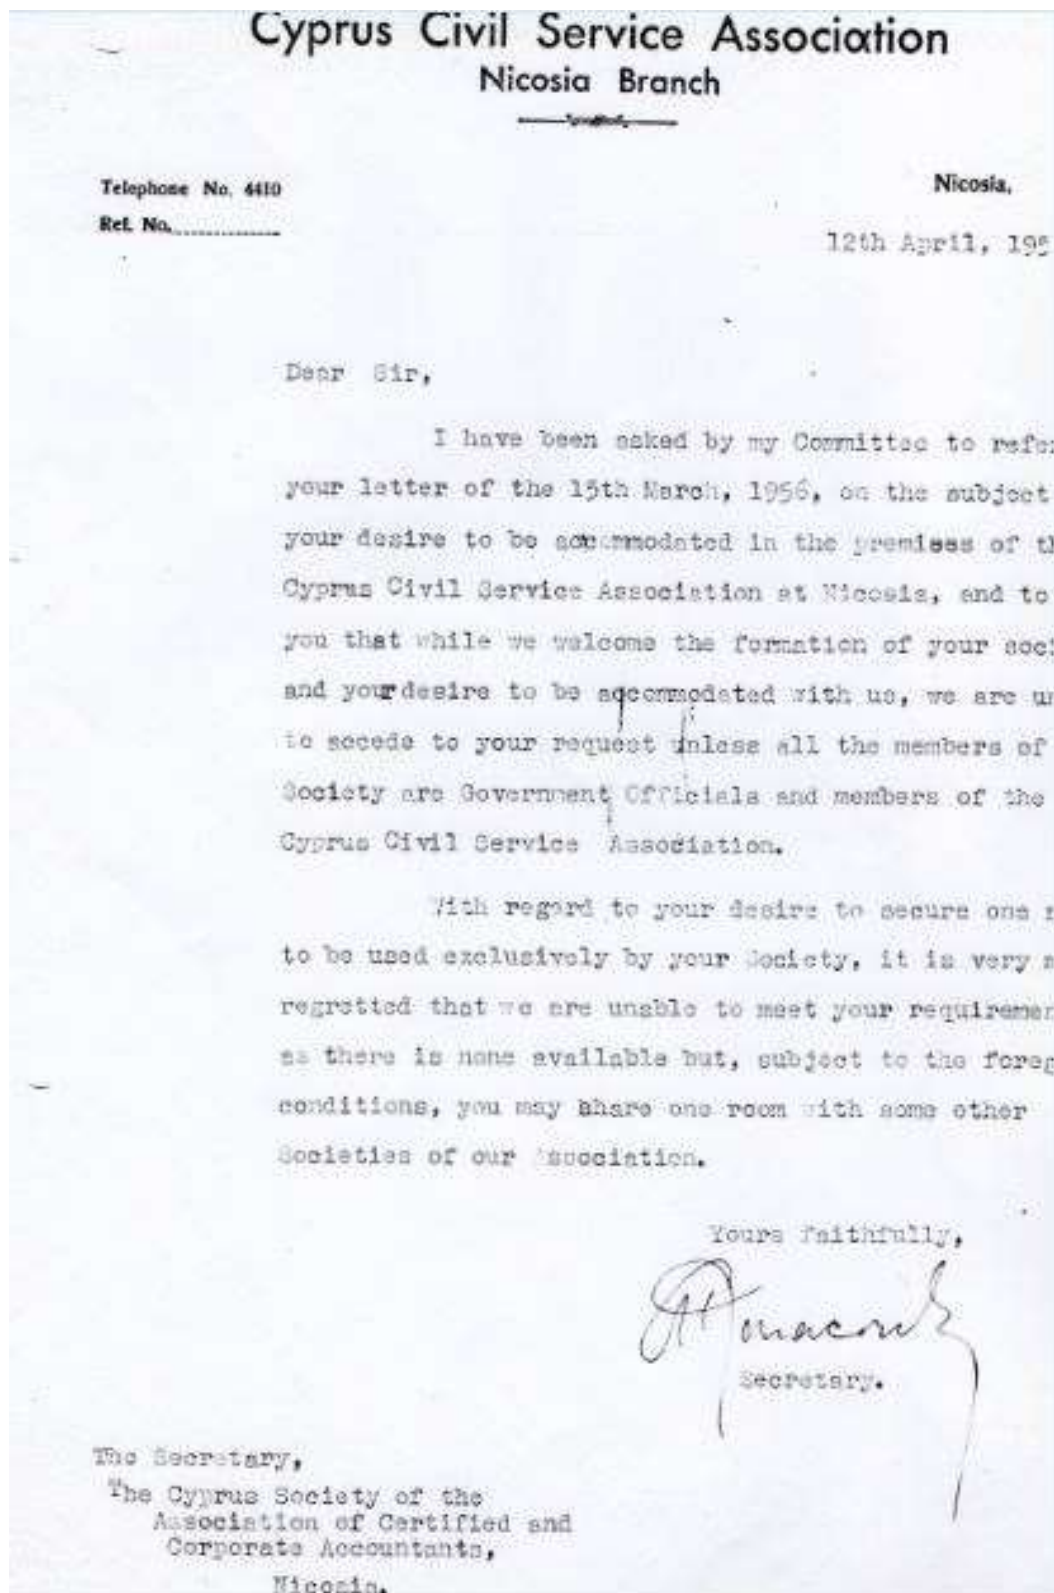 Cyprus Civil Service Association
Nicosia Branch
Telephone No. 4410
Ref. No.
Nicosia,
12th April, 195
Dear Sir,
I have been asked by my Committee to refer
your letter of the 15th March, 1956, on the subject
your desire to be accommodated in the premises of th
Cyprus Civil Service Association at Nicosia, and to
you that while we welcome the formation of your soci
and your desire to be accommodated with us, we are un
to accede to your request unless all the members of
Society are Government Officials and members of the
Cyprus Civil Service Association.
With regard to your desire to secure one r
to be used exclusively by your Society, it is very m
regretted that we are unable to meet your requiremen
as there is none available but, subject to the foreg
conditions, you may share one room with some other
Societies of our Association.
Yours faithfully,
Secretary.
The Secretary,
The Cyprus Society of the
Association of Certified and
Corporate Accountants,
Nicosia.